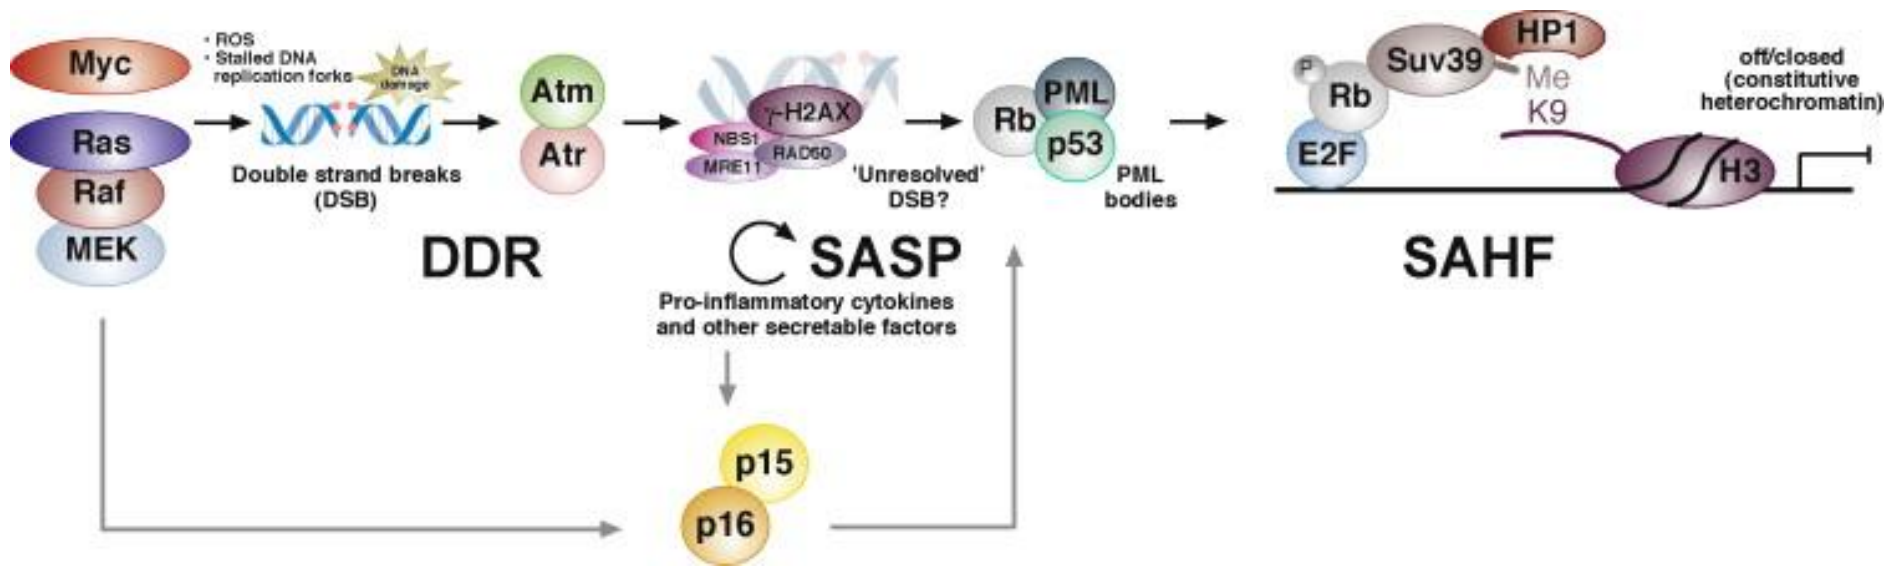 Myc
Ras
Raf
MEK
• ROS
• Stalled DNA
replication forks
DNA
damage
Double strand breaks
(DSB)
Atm
Atr
DDR
γ-H2AX
NBS1
MRE11
RAD50
'Unresolved'
DSB?
SASP
Pro-inflammatory cytokines
and other secretable factors
p15
p16
Rb
PML
p53
PML
bodies
P
Rb
E2F
Suv39
HP1
Me
K9
H3
off/closed
(constitutive
heterochromatin)
SAHF